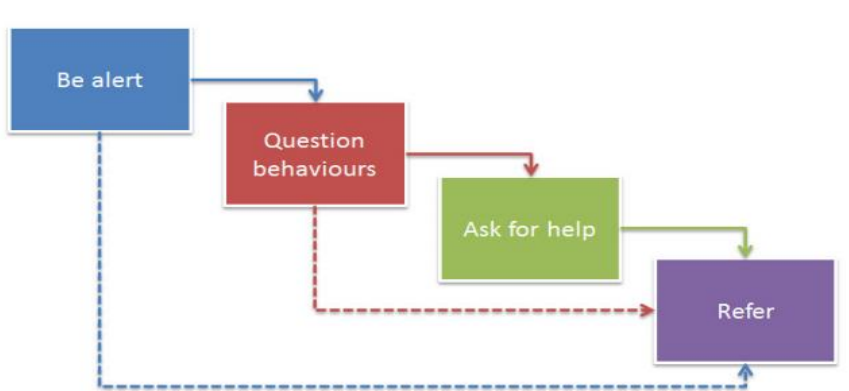 Be alert
Question
behaviours
Ask for help
Refer